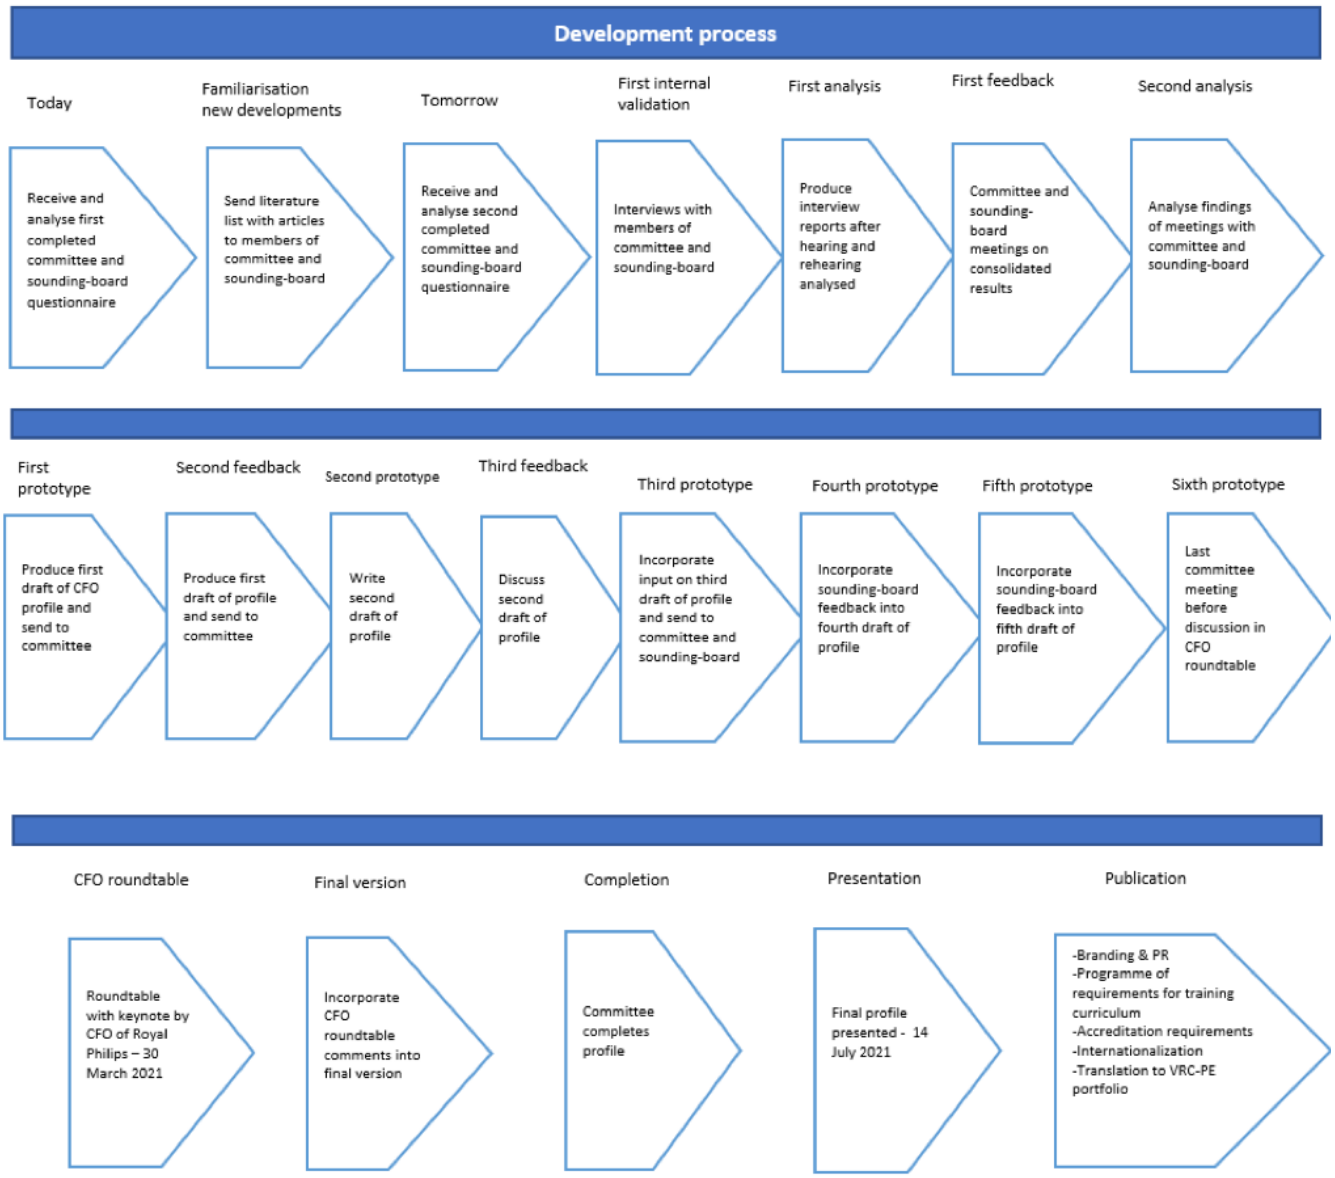 Development process
Today
Familiarisation
new developments
Tomorrow
First internal
validation
First analysis
First feedback
Second analysis
Receive and
analyse first
completed
committee and
sounding-board
questionnaire
Send literature
list with articles
to members of
committee and
sounding-board
Receive and
analyse second
completed
committee and
sounding-board
questionnaire
Interviews with
members of
committee and
sounding-board
Produce
interview
reports after
hearing and
rehearing
analysed
Committee and
sounding-
board
meetings on
consolidated
results
Analyse findings
of meetings with
committee and
sounding-board
First
prototype
Second feedback
Second prototype
Third feedback
Third prototype
Fourth prototype
Fifth prototype
Sixth prototype
Produce first
draft of CFO
profile and
send to
committee
Produce first
draft of profile
and send to
committee
Write
second
draft of
profile
Discuss
second
draft of
profile
Incorporate
input on third
draft of profile
and send to
committee and
sounding-board
Incorporate
sounding-board
feedback into
fourth draft of
profile
Incorporate
sounding-board
feedback into
fifth draft of
profile
Last
committee
meeting
before
discussion in
CFO
roundtable
CFO roundtable
Final version
Completion
Presentation
Publication
Roundtable
with keynote by
CFO of Royal
Philips – 30
March 2021
Incorporate
CFO
roundtable
comments into
final version
Committee
completes
profile
Final profile
presented - 14
July 2021
-Branding & PR
-Programme of
requirements for training
curriculum
-Accreditation requirements
-Internationalization
-Translation to VRC-PE
portfolio